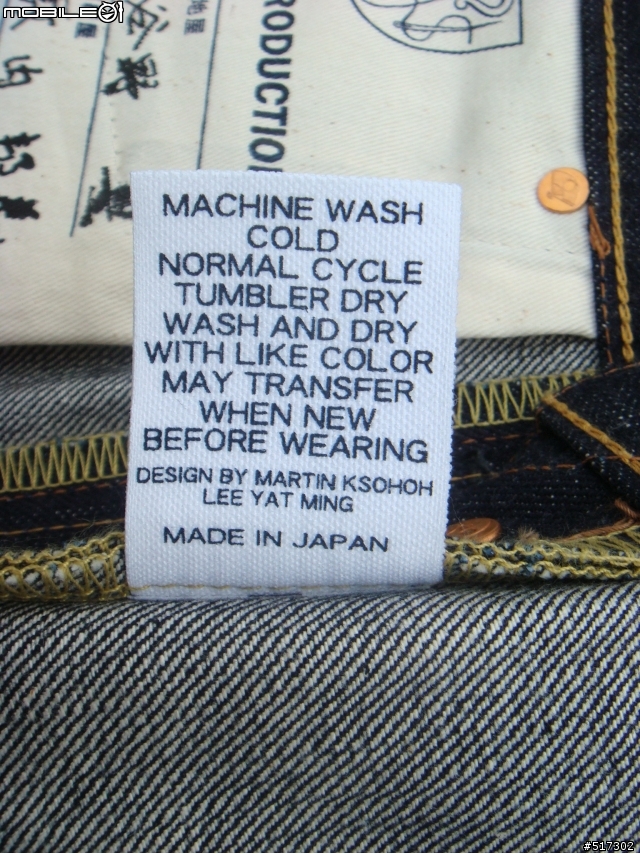 MOBILE01
RODUCTION
MACHINE WASH
COLD
NORMAL CYCLE
TUMBLER DRY
WASH AND DRY
WITH LIKE COLOR
MAY TRANSFER
WHEN NEW
BEFORE WEARING
DESIGN BY MARTIN KSOHOH
LEE YAT MING
MADE IN JAPAN
#517302